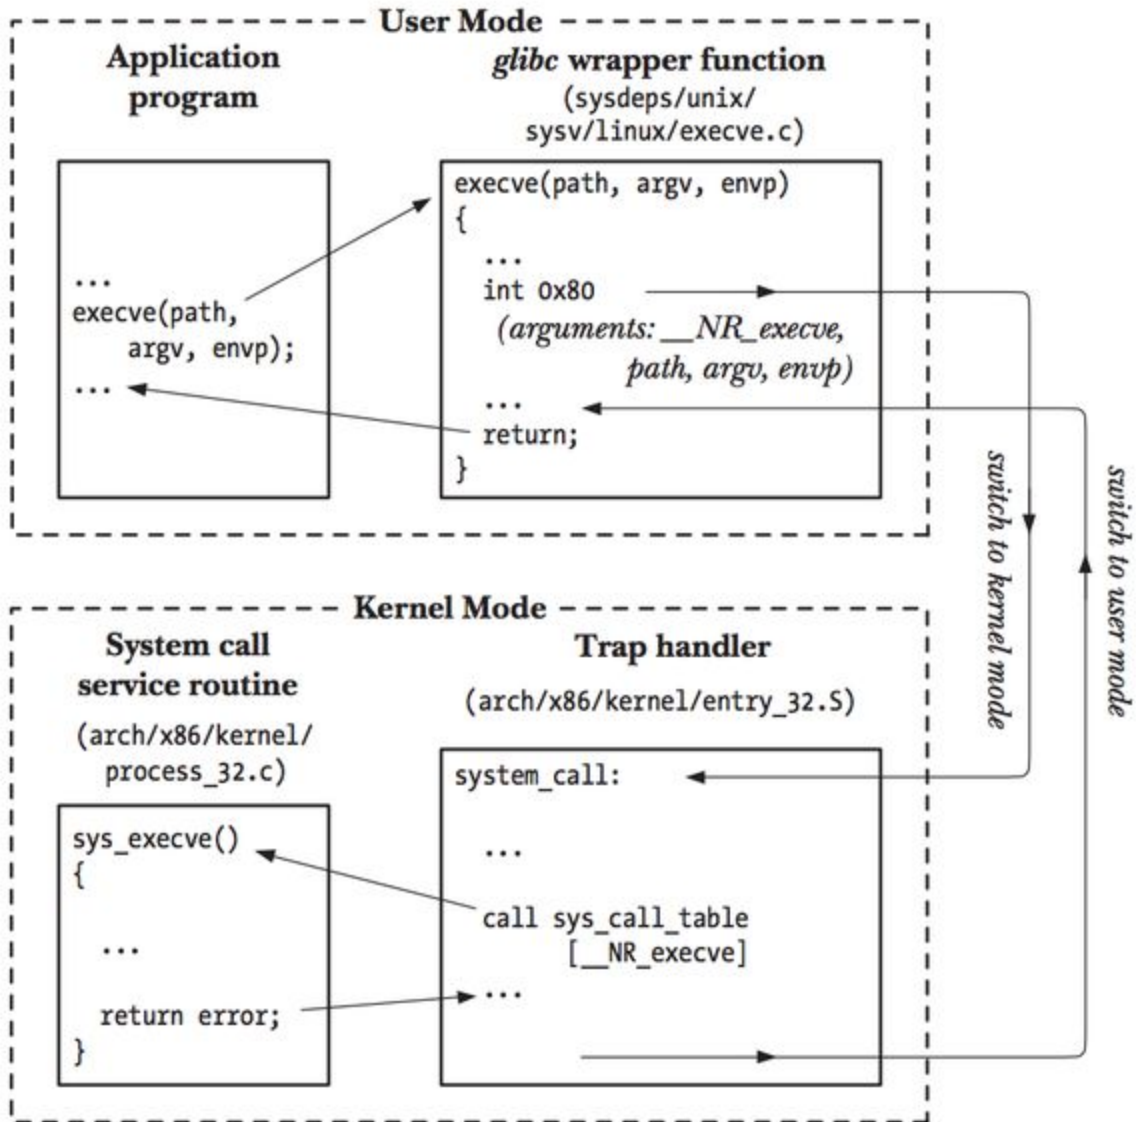 User Mode
Application
program
glibc wrapper function
(sysdeps/unix/
sysv/linux/execve.c)
...
execve(path,
argv, envp);
...
execve(path, argv, envp)
{
...
int 0x80
(arguments: __NR_execve,
path, argv, envp)
...
return;
}
switch to kernel mode
switch to user mode
Kernel Mode
System call
service routine
(arch/x86/kernel/
process_32.c)
Trap handler
(arch/x86/kernel/entry_32.S)
sys_execve()
{
...
return error;
}
system_call:
...
call sys_call_table
[__NR_execve]
...